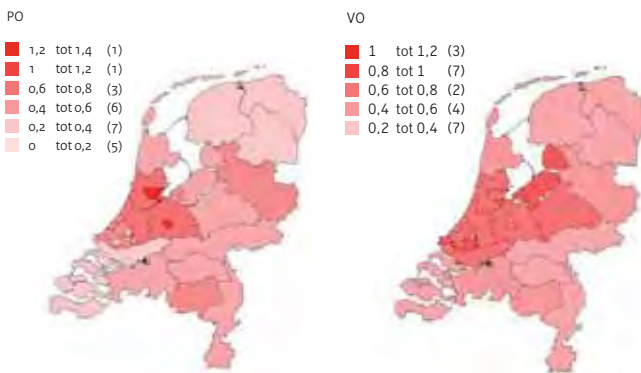 PO
1,2 tot 1,4 (1)
1 tot 1,2 (1)
0,6 tot 0,8 (3)
0,4 tot 0,6 (6)
0,2 tot 0,4 (7)
0 tot 0,2 (5)
VO
1 tot 1,2 (3)
0,8 tot 1 (7)
0,6 tot 0,8 (2)
0,4 tot 0,6 (4)
0,2 tot 0,4 (7)